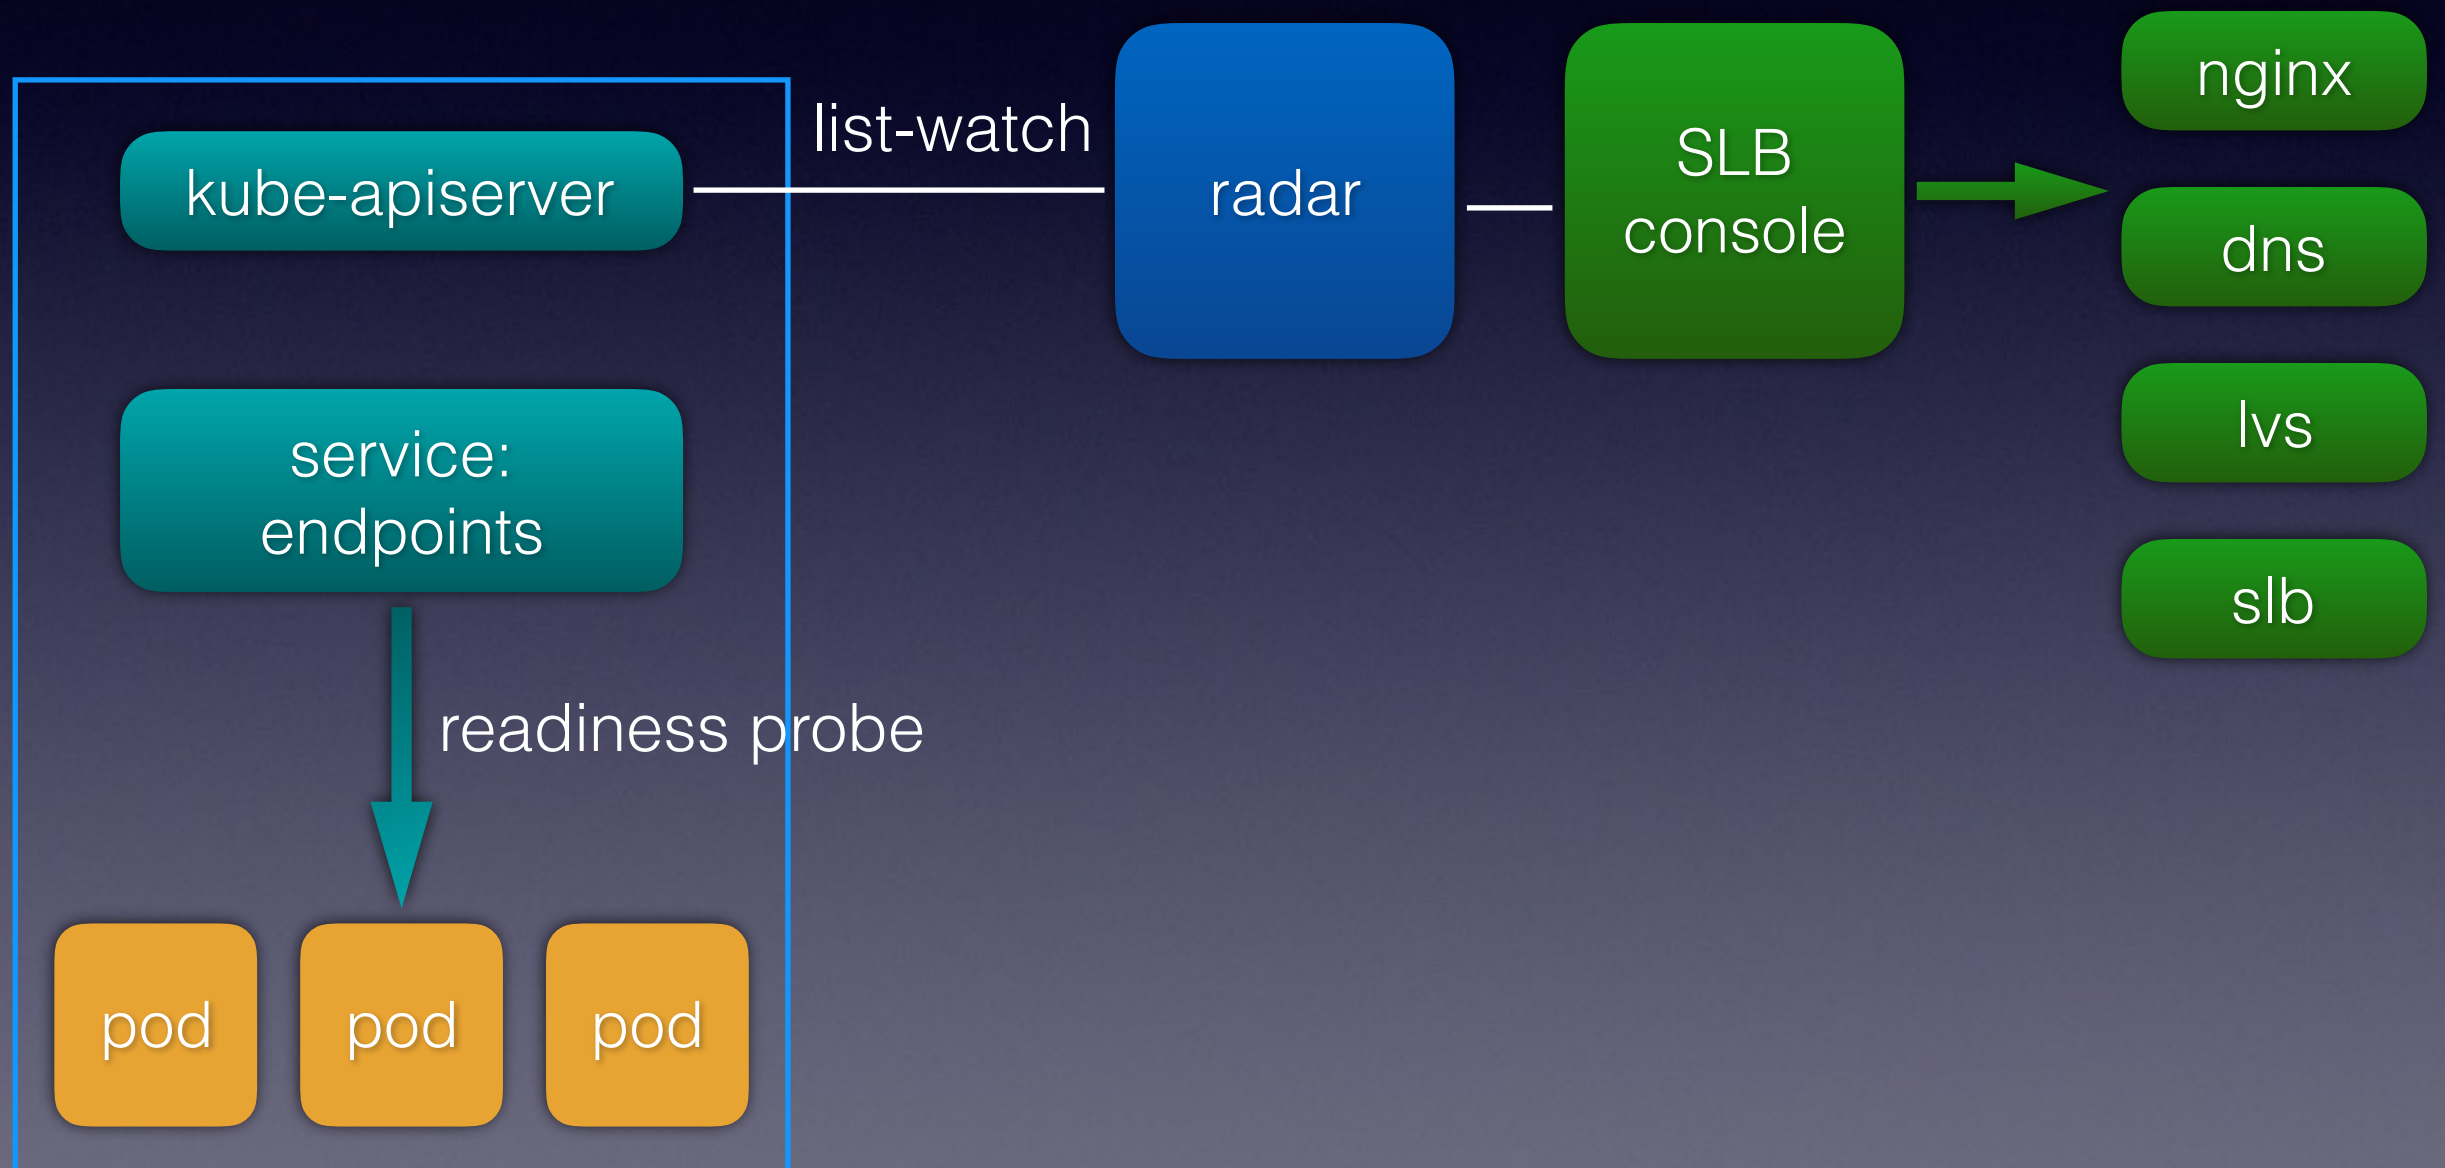 kube-apiserver
list-watch
radar
SLB
console
nginx
dns
lvs
slb
service:
endpoints
readiness probe
pod
pod
pod